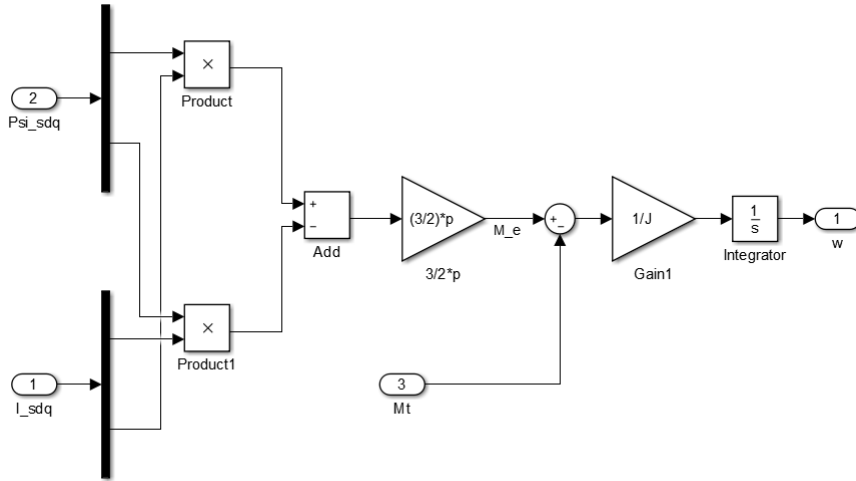 2
Psi_sdq
×
Product
+
−
Add
(3/2)*p
3/2*p
M_e
+
−
1/J
Gain1
1
s
Integrator
1
w
×
Product1
1
I_sdq
3
Mt